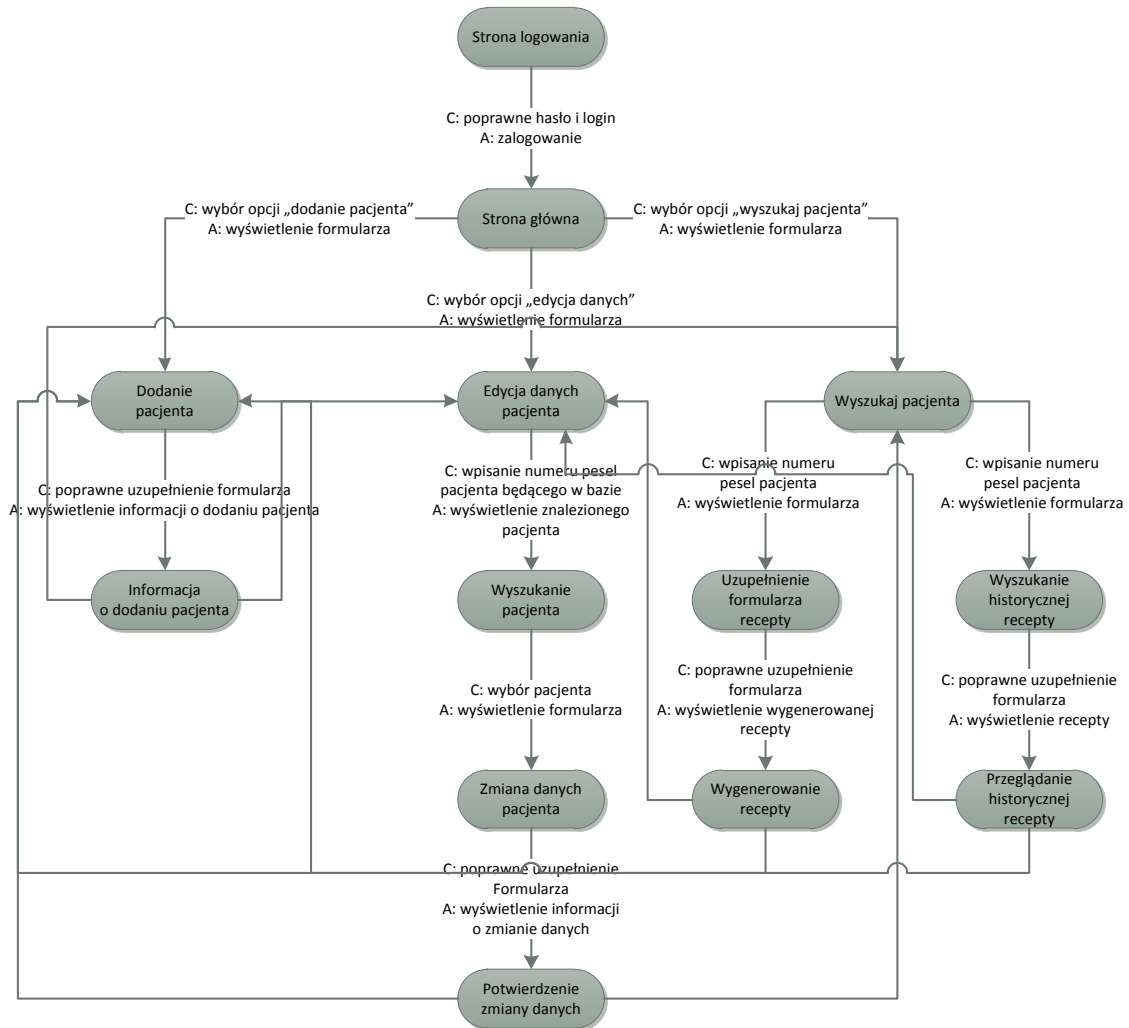 Strona logowania
C: poprawne hasło i login
A: zalogowanie
Strona główna
C: wybór opcji „dodanie pacjenta”
A: wyświetlenie formularza
C: wybór opcji „wyszukaj pacjenta”
A: wyświetlenie formularza
C: wybór opcji „edycja danych”
A: wyświetlenie formularza
Dodanie
pacjenta
Edycja danych
pacjenta
Wyszukaj pacjenta
C: poprawne uzupełnienie formularza
A: wyświetlenie informacji o dodaniu pacjenta
C: wpisanie numeru pesel
pacjenta będącego w bazie
A: wyświetlenie znalezionego
pacjenta
C: wpisanie numeru
pesel pacjenta
A: wyświetlenie formularza
C: wpisanie numeru
pesel pacjenta
A: wyświetlenie formularza
Informacja
o dodaniu pacjenta
Wyszukanie
pacjenta
Uzupełnienie
formularza
recepty
Wyszukanie
historycznej
recepty
C: wybór pacjenta
A: wyświetlenie formularza
C: poprawne uzupełnienie
formularza
A: wyświetlenie wygenerowanej
recepty
C: poprawne uzupełnienie
formularza
A: wyświetlenie recepty
Zmiana danych
pacjenta
Wygenerowanie
recepty
Przeglądanie
historycznej
recepty
C: poprawne uzupełnienie
Formularza
A: wyświetlenie informacji
o zmianie danych
Potwierdzenie
zmiany danych